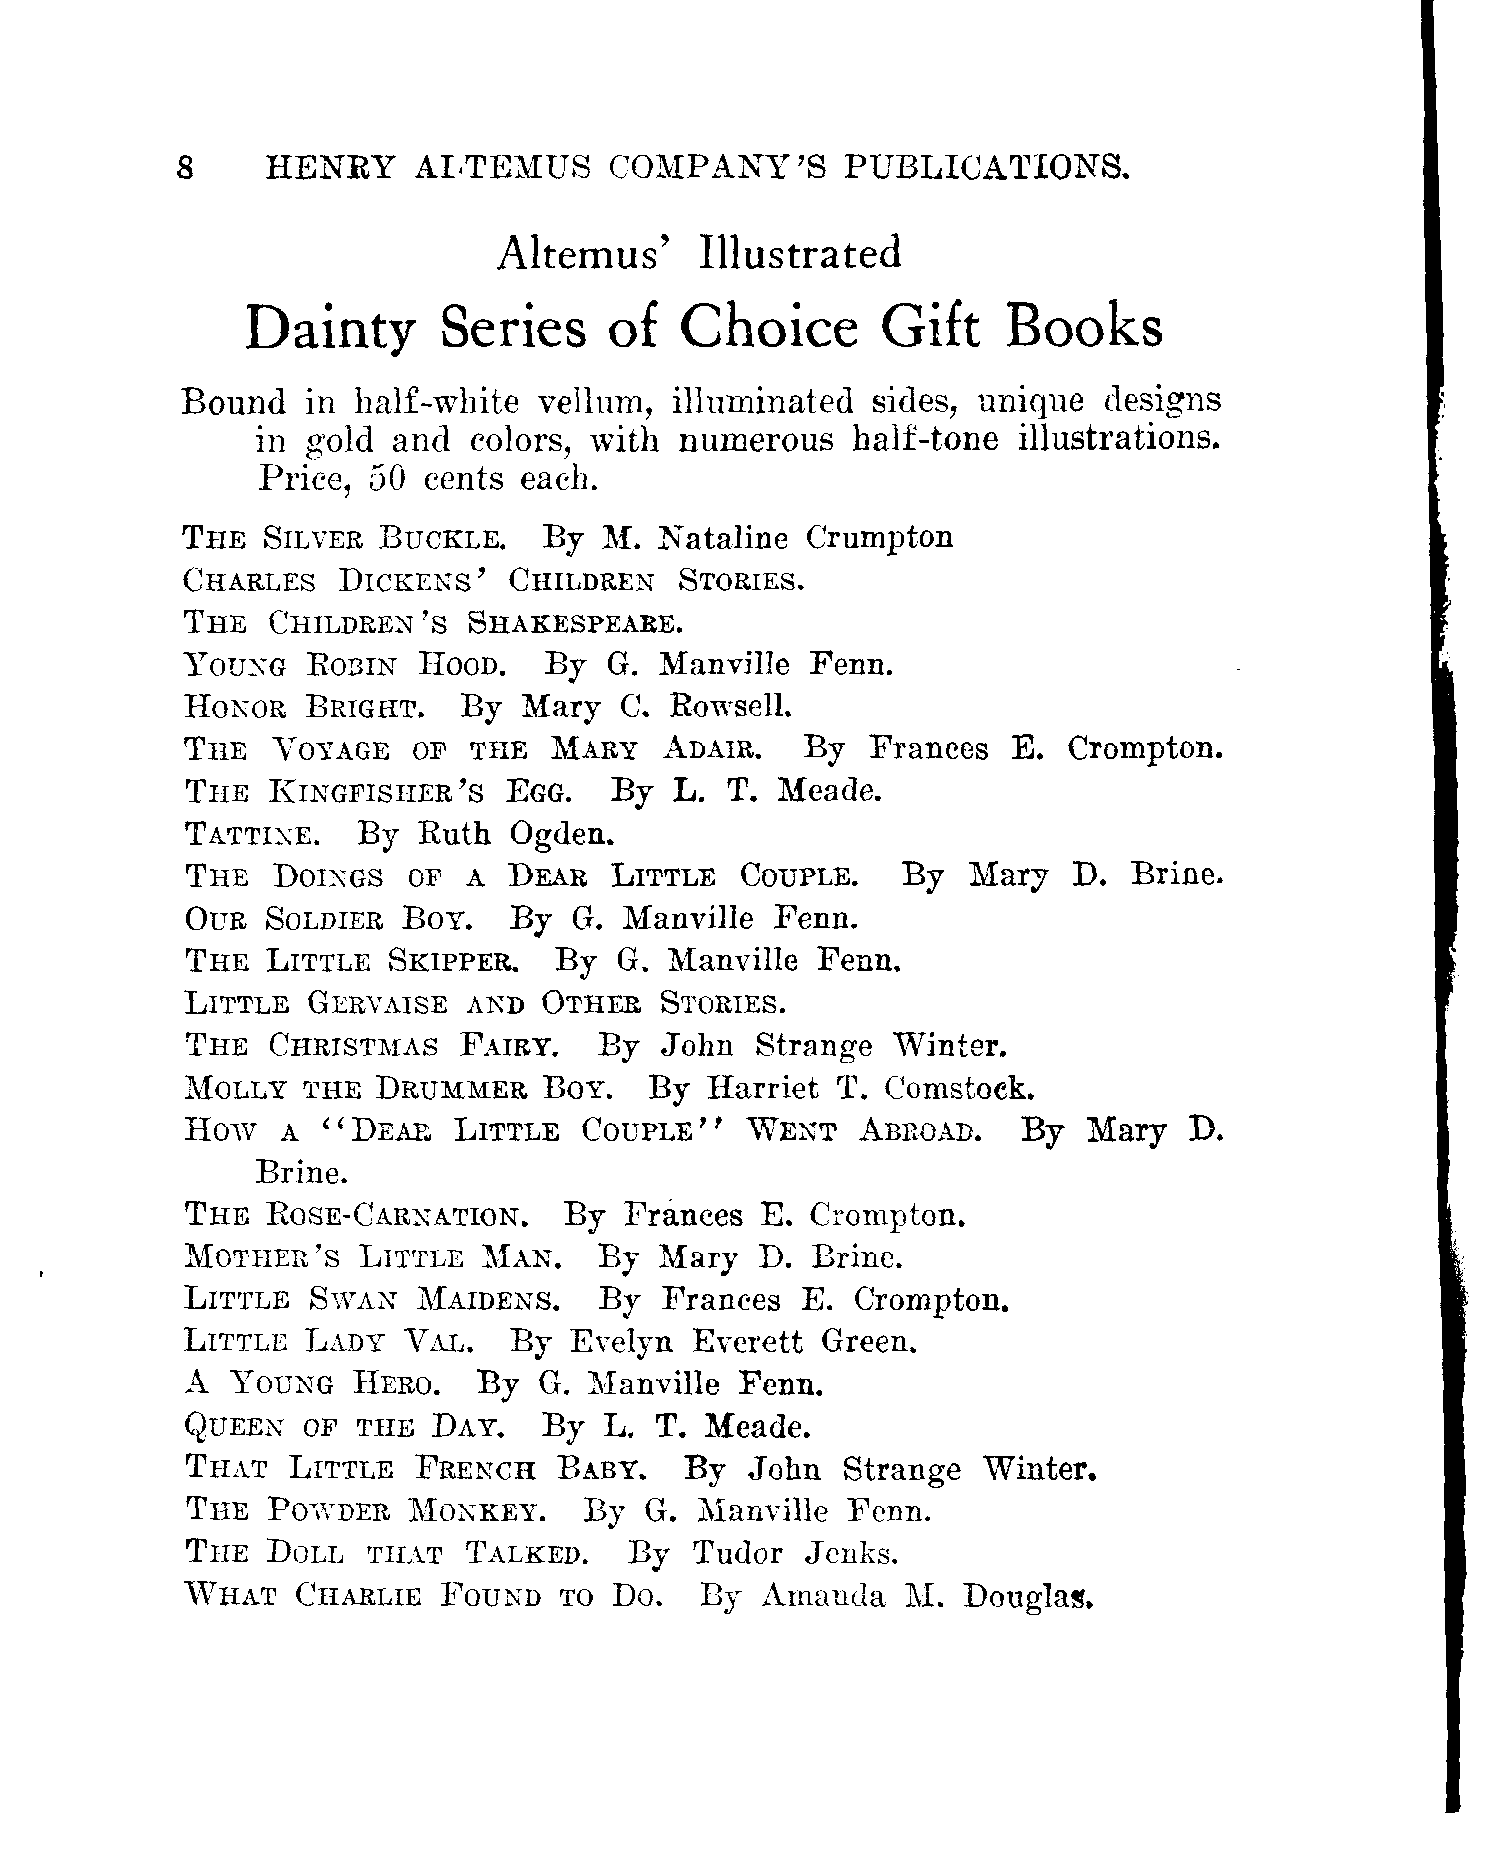 8 HENRY ALTEMUS COMPANY'S PUBLICATIONS.
Altemus' Illustrated
Dainty Series of Choice Gift Books
Bound in half-white vellum, illuminated sides, unique designs
in gold and colors, with numerous half-tone illustrations.
Price, 50 cents each.
THE SILVER BUCKLE. By M. Nataline Crumpton
CHARLES DICKENS' CHILDREN STORIES.
THE CHILDREN'S SHAKESPEARE.
YOUNG ROBIN HOOD. By G. Manville Fenn.
HONOR BRIGHT. By Mary C. Rowsell.
THE VOYAGE OF THE MARY ADAIR. By Frances E. Crompton.
THE KINGFISHER'S EGG. By L. T. Meade.
TATTINE. By Ruth Ogden.
THE DOINGS OF A DEAR LITTLE COUPLE. By Mary D. Brine.
OUR SOLDIER BOY. By G. Manville Fenn.
THE LITTLE SKIPPER. By G. Manville Fenn.
LITTLE GERVAISE AND OTHER STORIES.
THE CHRISTMAS FAIRY. By John Strange Winter.
MOLLY THE DRUMMER BOY. By Harriet T. Comstock.
HOW A "DEAR LITTLE COUPLE" WENT ABROAD. By Mary D.
Brine.
THE ROSE-CARNATION. By Frances E. Crompton.
MOTHER'S LITTLE MAN. By Mary D. Brine.
LITTLE SWAN MAIDENS. By Frances E. Crompton.
LITTLE LADY VAL. By Evelyn Everett Green.
A YOUNG HERO. By G. Manville Fenn.
QUEEN OF THE DAY. By L. T. Meade.
THAT LITTLE FRENCH BABY. By John Strange Winter.
THE POWDER MONKEY. By G. Manville Fenn.
THE DOLL THAT TALKED. By Tudor Jenks.
WHAT CHARLIE FOUND TO DO. By Amanda M. Douglas.